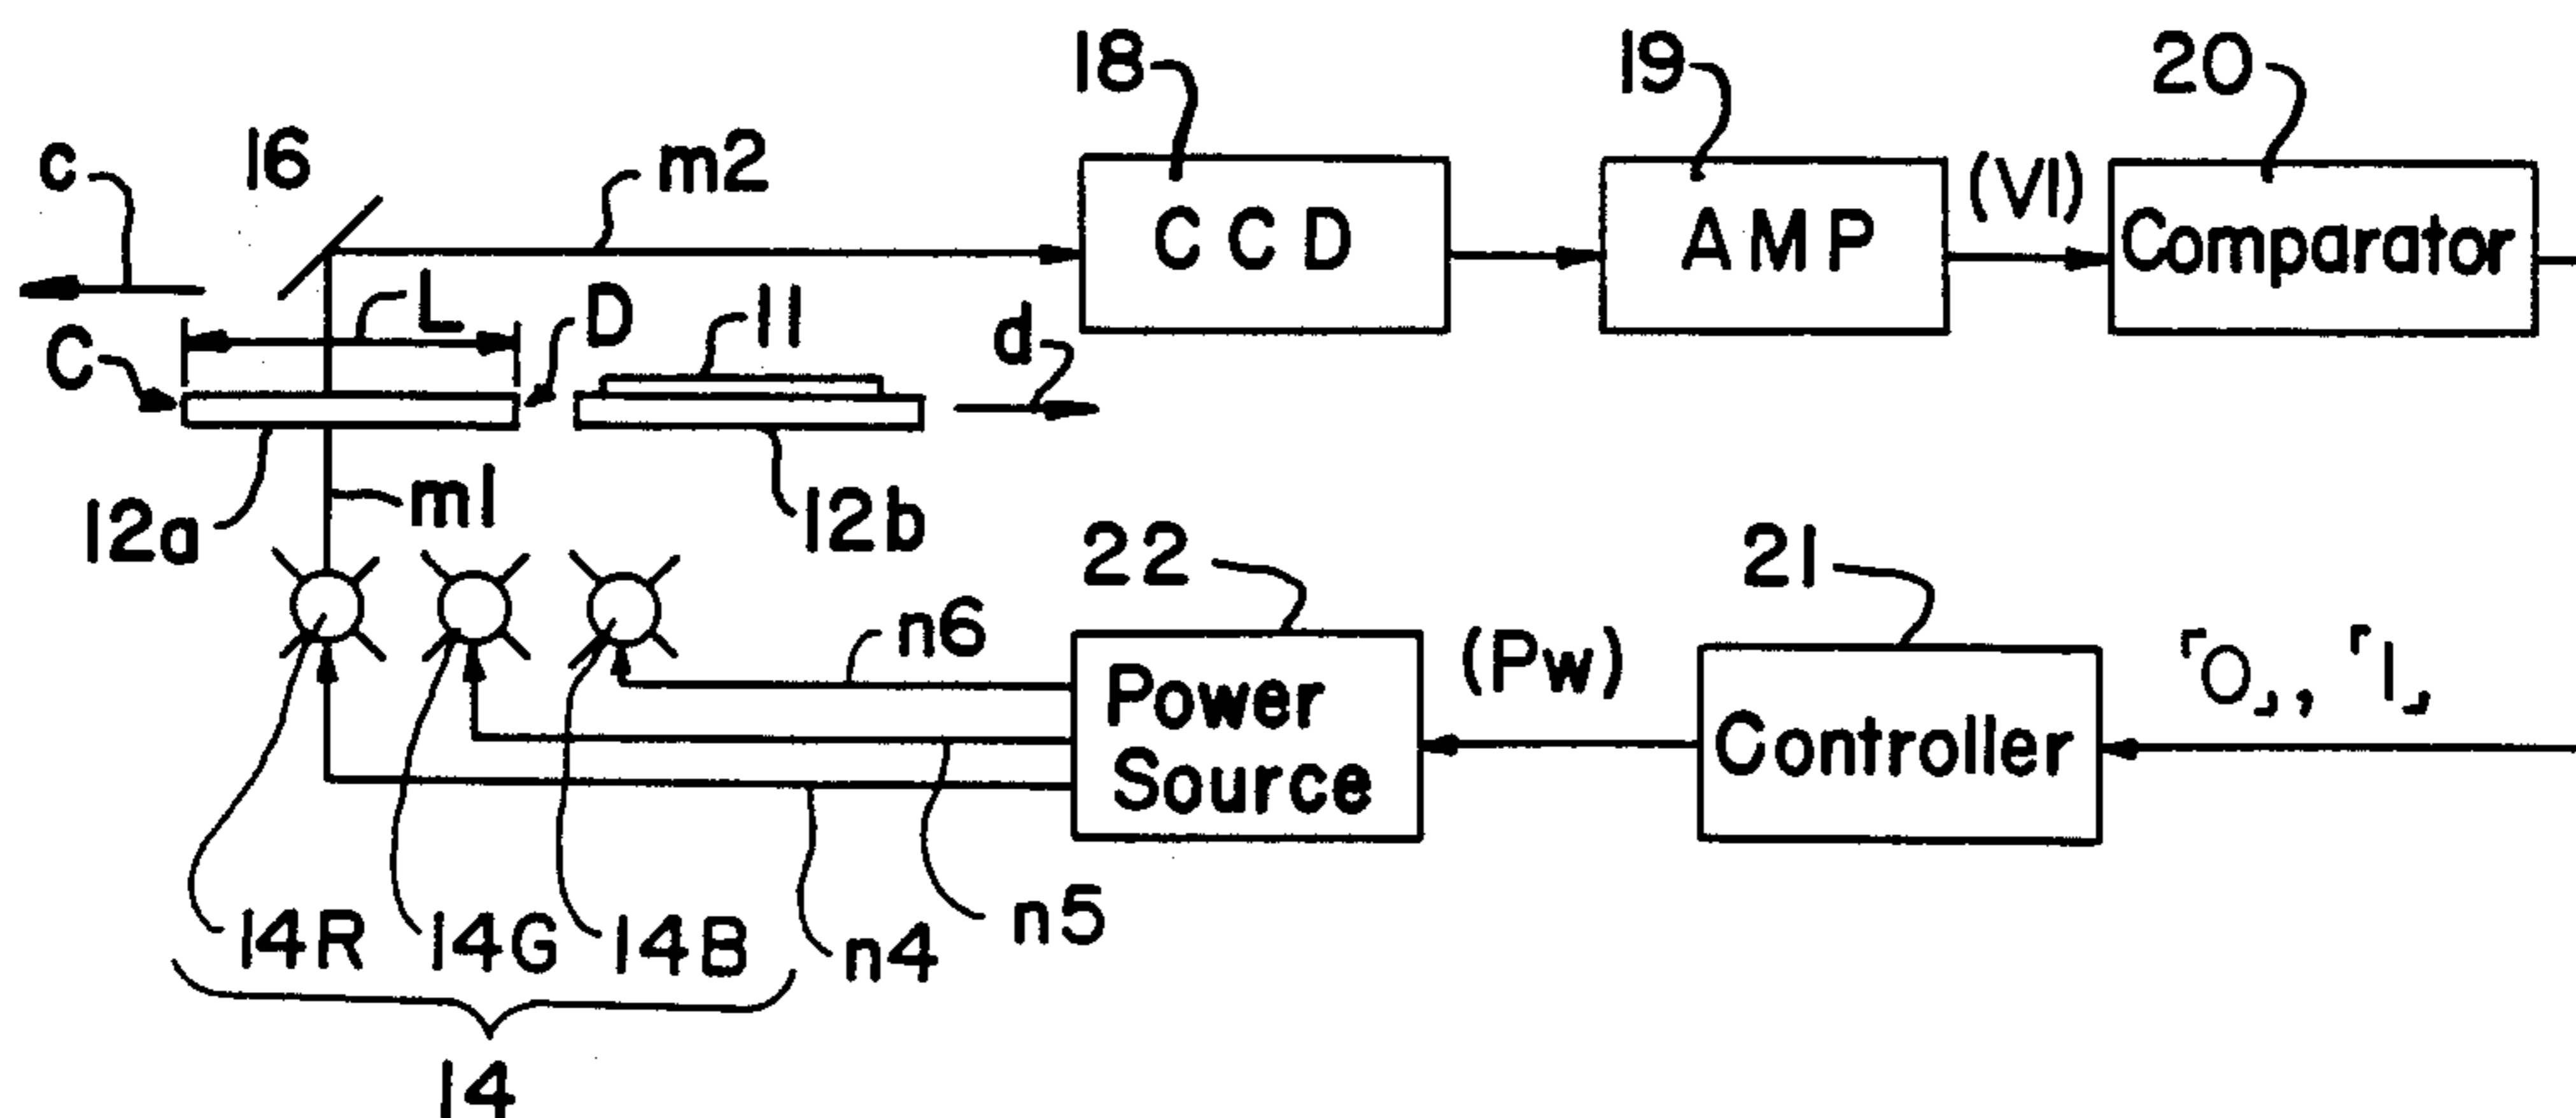 18
19
20
16
c
m2
(V1)
CCD
AMP
Comparator
L
D
11
d
C
12a
m1
12b
22
21
n6
(Pw)
「0」, 「1」
Power
Source
Controller
14R
14G
14B
n4
n5
14